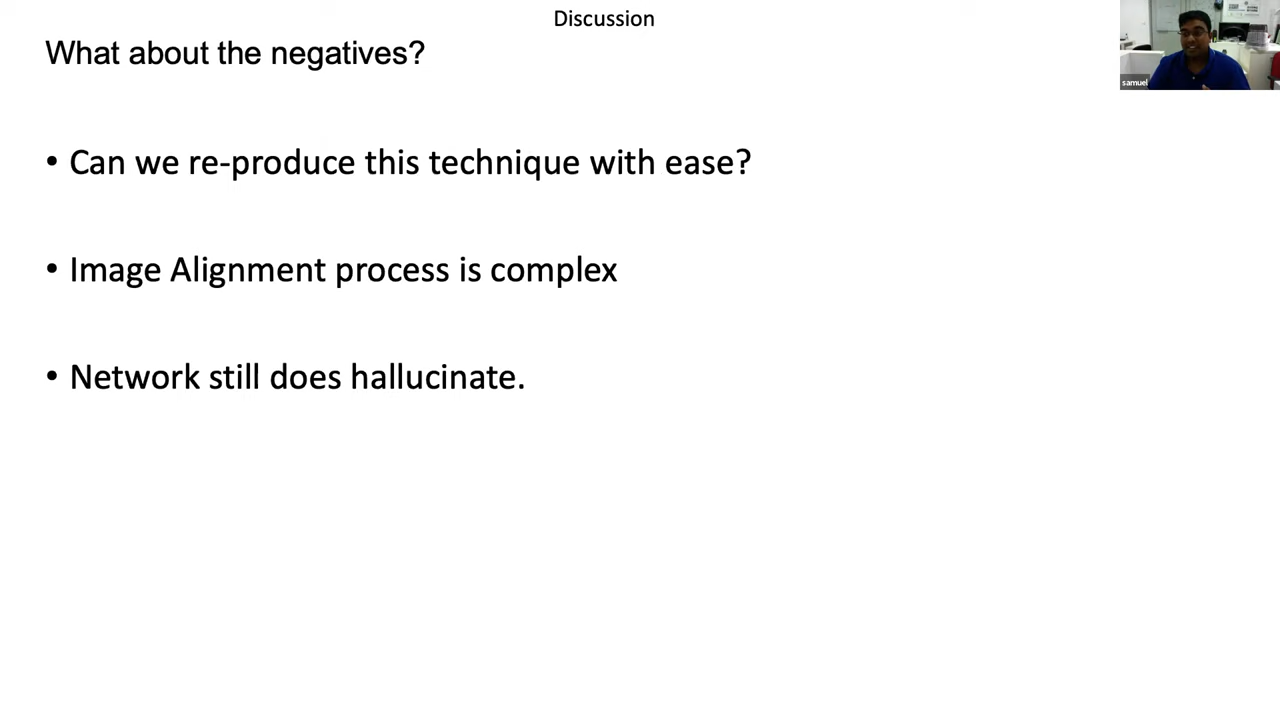 Discussion
What about the negatives?
• Can we re-produce this technique with ease?
• Image Alignment process is complex
• Network still does hallucinate.
samuel